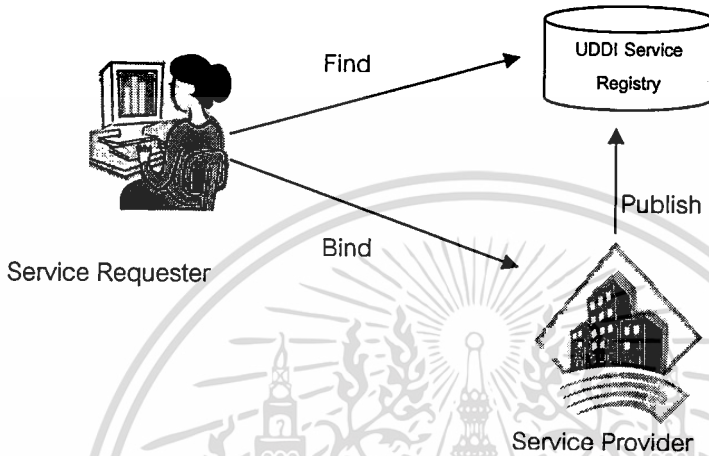 Find
UDDI Service
Registry
Publish
Bind
Service Requester
Service Provider